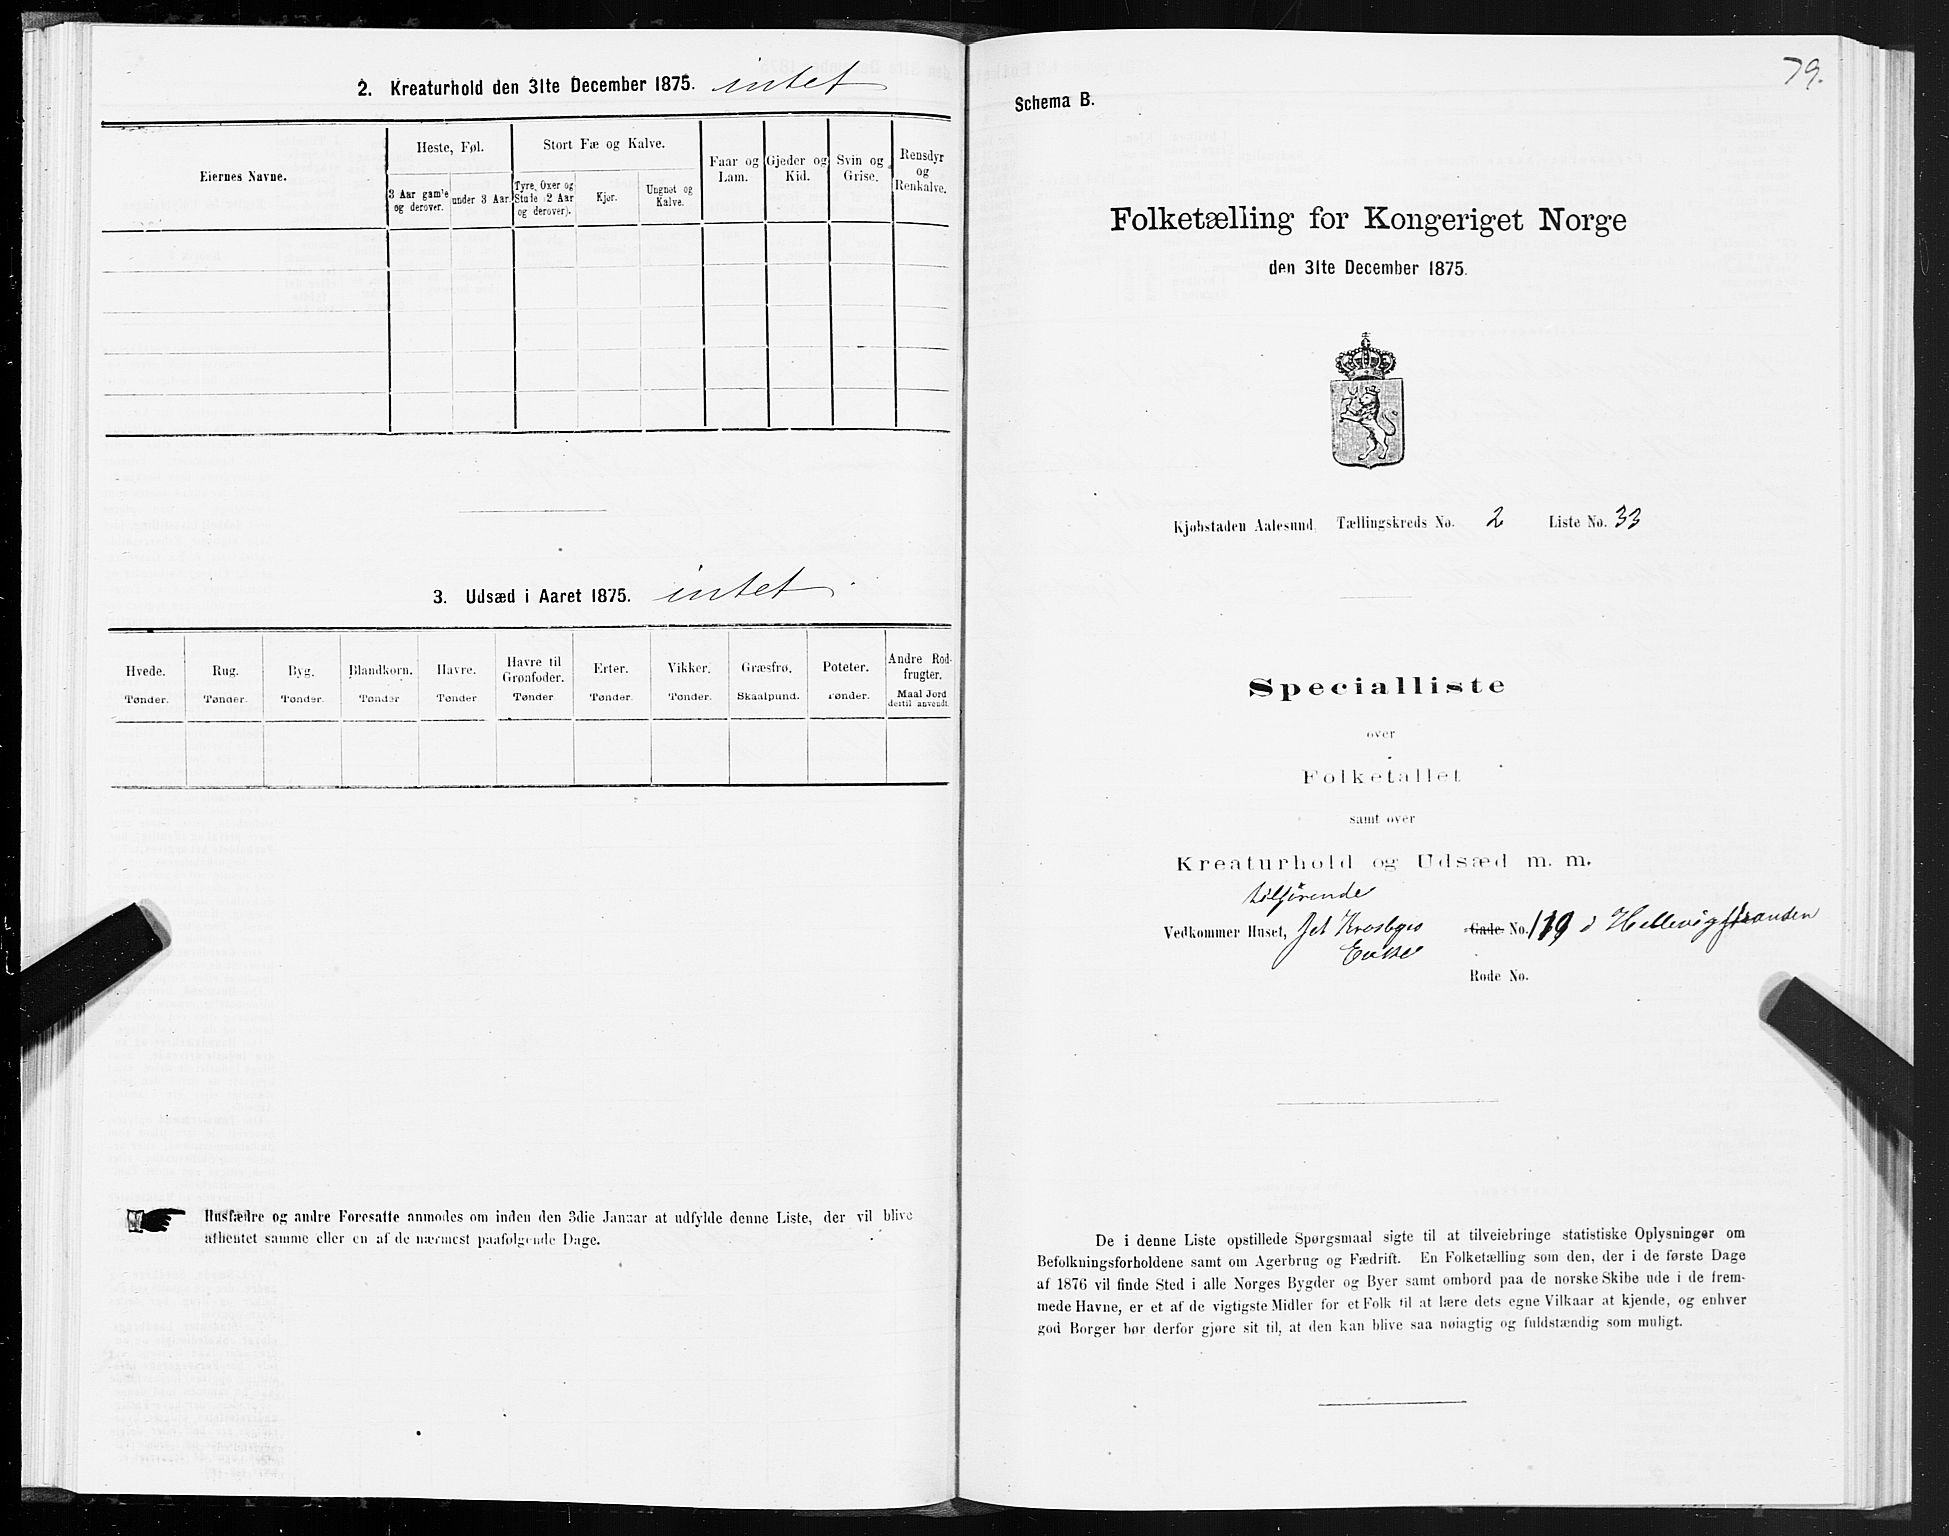 2. Kreaturhold den 31te December 1875. intet
Eiernes Navne.
Heste, Føl.
3 Aar gamle og derover.
under 3 Aar.
Stort Fæ og Kalve.
Tyre, Oxer og Stude (2 Aar og derover).
Kjør.
Ungnøt og Kalve.
Faar og Lam.
Gjeder og Kid.
Svin og Grise.
Rensdyr og Renkalve.
3. Udsæd i Aaret 1875. intet
Hvede. Tønder.
Rug. Tønder.
Byg. Tønder.
Blandkorn. Tønder
Havre. Tønder
Havre til Grønfoder. Tønder
Erter. Tønder.
Vikker. Tønder.
Græsfrø. Skaalpund.
Poteter. Tønder.
Andre Rodfrugter. Maal Jord dertil anvendt.
Husfædre og andre Foresatte anmodes om inden den 3die Januar at udfylde denne Liste, der vil blive
afhentet samme eller en af de nærmest paafølgende Dage.
79.
Schema B.
Folketælling for Kongeriget Norge
den 31te December 1875.
Kjøbstaden Aalesund. Tællingskreds No. 2 Liste No. 33
Specialliste
over
Folketallet
samt over
Kreaturhold og Udsæd m. m.
tilhørende
Vedkommer Huset, Gade No. 119 i Hellevigstranden
Enke
Rode No.
De i denne Liste opstillede Spørgsmaal sigte til at tilveiebringe statistiske Oplysninger om
Befolkningsforholdene samt om Agerbrug og Fædrift. En Folketælling som den, der i de første Dage
af 1876 vil finde Sted i alle Norges Bygder og Byer samt ombord paa de norske Skibe ude i de frem-
mede Havne, er et af de vigtigste Midler for et Folk til at lære dets egne Vilkaar at kjende, og enhver
god Borger bør derfor gjøre sit til, at den kan blive saa nøiagtig og fuldstændig som muligt.